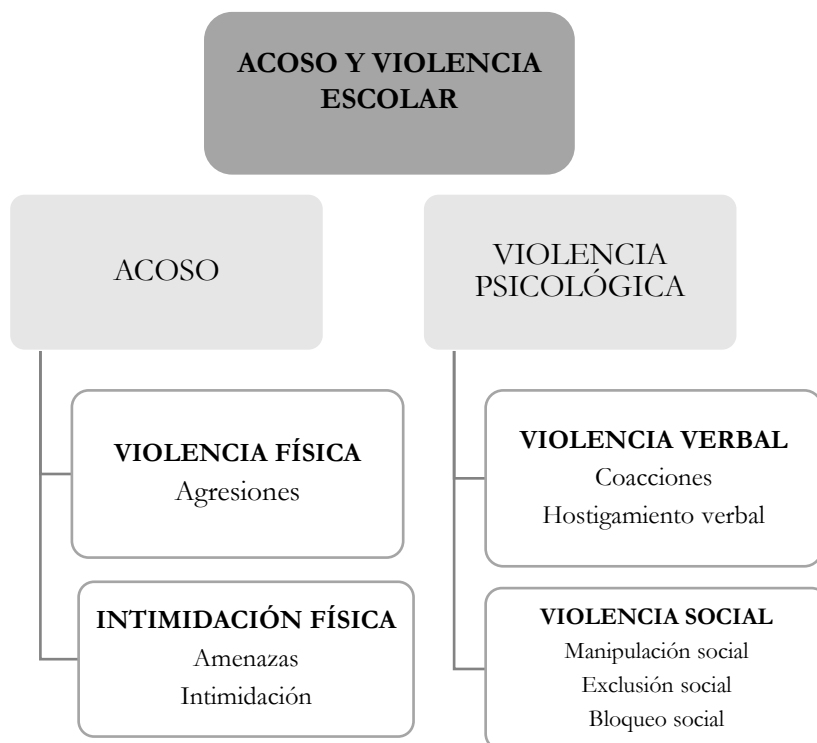 ACOSO Y VIOLENCIA
ESCOLAR
ACOSO
VIOLENCIA FÍSICA
Agresiones
INTIMIDACIÓN FÍSICA
Amenazas
Intimidación
VIOLENCIA
PSICOLÓGICA
VIOLENCIA VERBAL
Coacciones
Hostigamiento verbal
VIOLENCIA SOCIAL
Manipulación social
Exclusión social
Bloqueo social